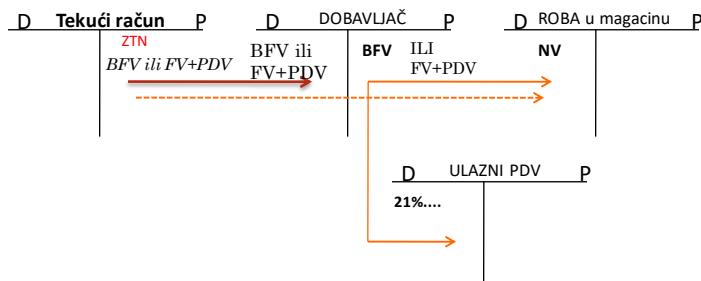 D Tekući račun P
ZTN
BFV ili FV+PDV
D DOBAVLJAČ P
BFV ili
FV+PDV
BFV ILI
FV+PDV
D ROBA u magacinu P
NV
D ULAZNI PDV P
21%....